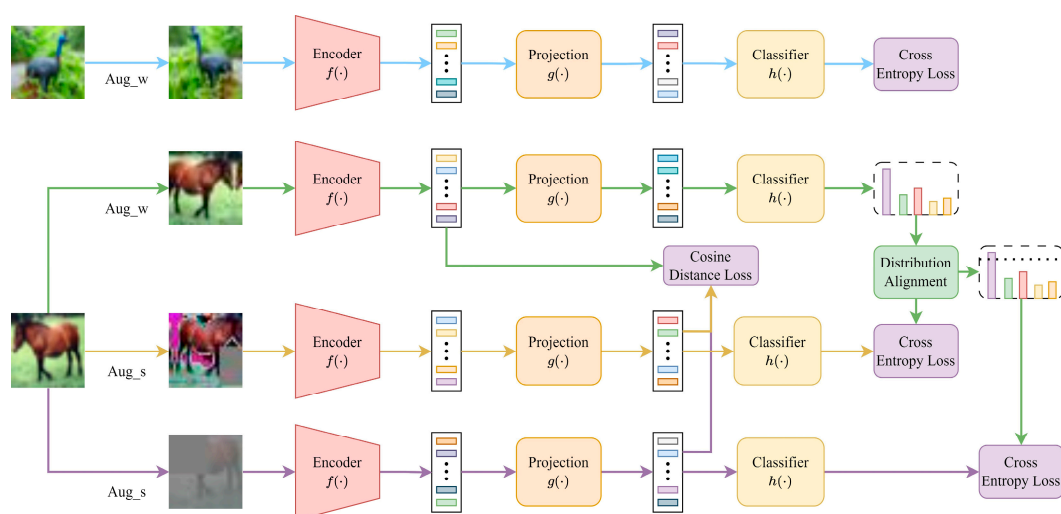 Aug_w
Encoder
f(·)
Projection
g(·)
Classifier
h(·)
Cross
Entropy Loss
Aug_w
Encoder
f(·)
Projection
g(·)
Classifier
h(·)
Cosine
Distance Loss
Distribution
Alignment
Aug_s
Encoder
f(·)
Projection
g(·)
Classifier
h(·)
Cross
Entropy Loss
Aug_s
Encoder
f(·)
Projection
g(·)
Classifier
h(·)
Cross
Entropy Loss